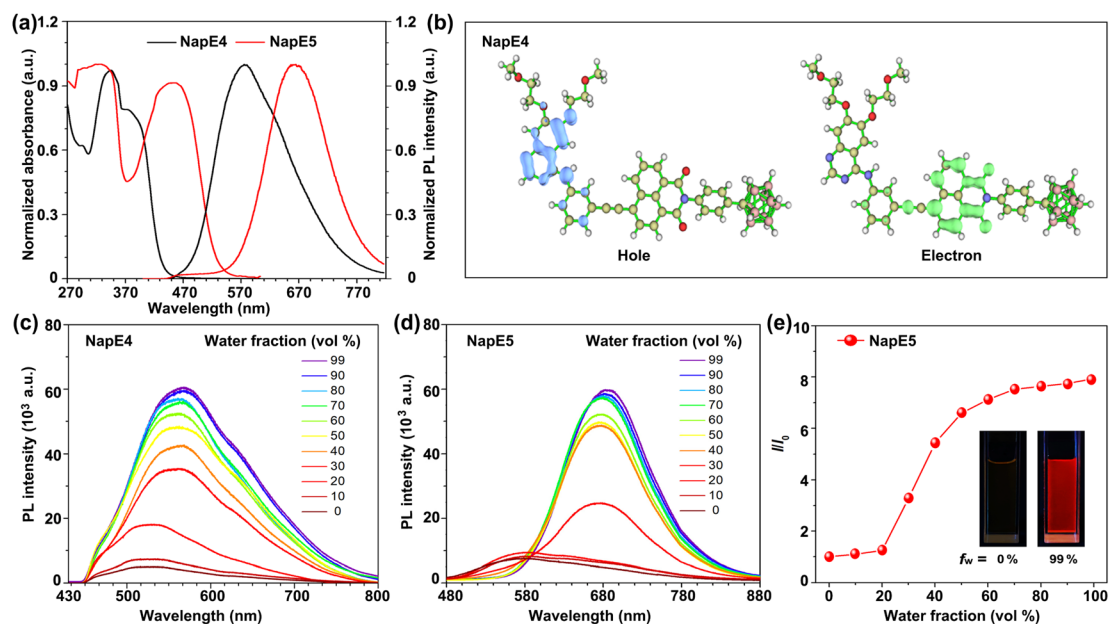 (a)
NapE4
NapE5
1.2
0.9
0.6
0.3
0
Normalized absorbance (a.u.)
1.2
1.0
0.8
0.6
0.4
0.2
0
Normalized PL intensity (a.u.)
270 370 470 570 670 770
Wavelength (nm)
(b)
NapE4
Hole
Electron
(c)
NapE4
Water fraction (vol %)
99
90
80
70
60
50
40
30
20
10
0
80
60
40
20
0
PL intensity (10³ a.u.)
430 500 600 700 800
Wavelength (nm)
(d)
NapE5
Water fraction (vol %)
99
90
80
70
60
50
40
30
20
10
0
80
60
40
20
0
PL intensity (10³ a.u.)
480 580 680 780 880
Wavelength (nm)
(e)
NapE5
10
8
6
4
2
0
I/I₀
fw = 0 % 99 %
0 20 40 60 80 100
Water fraction (vol %)